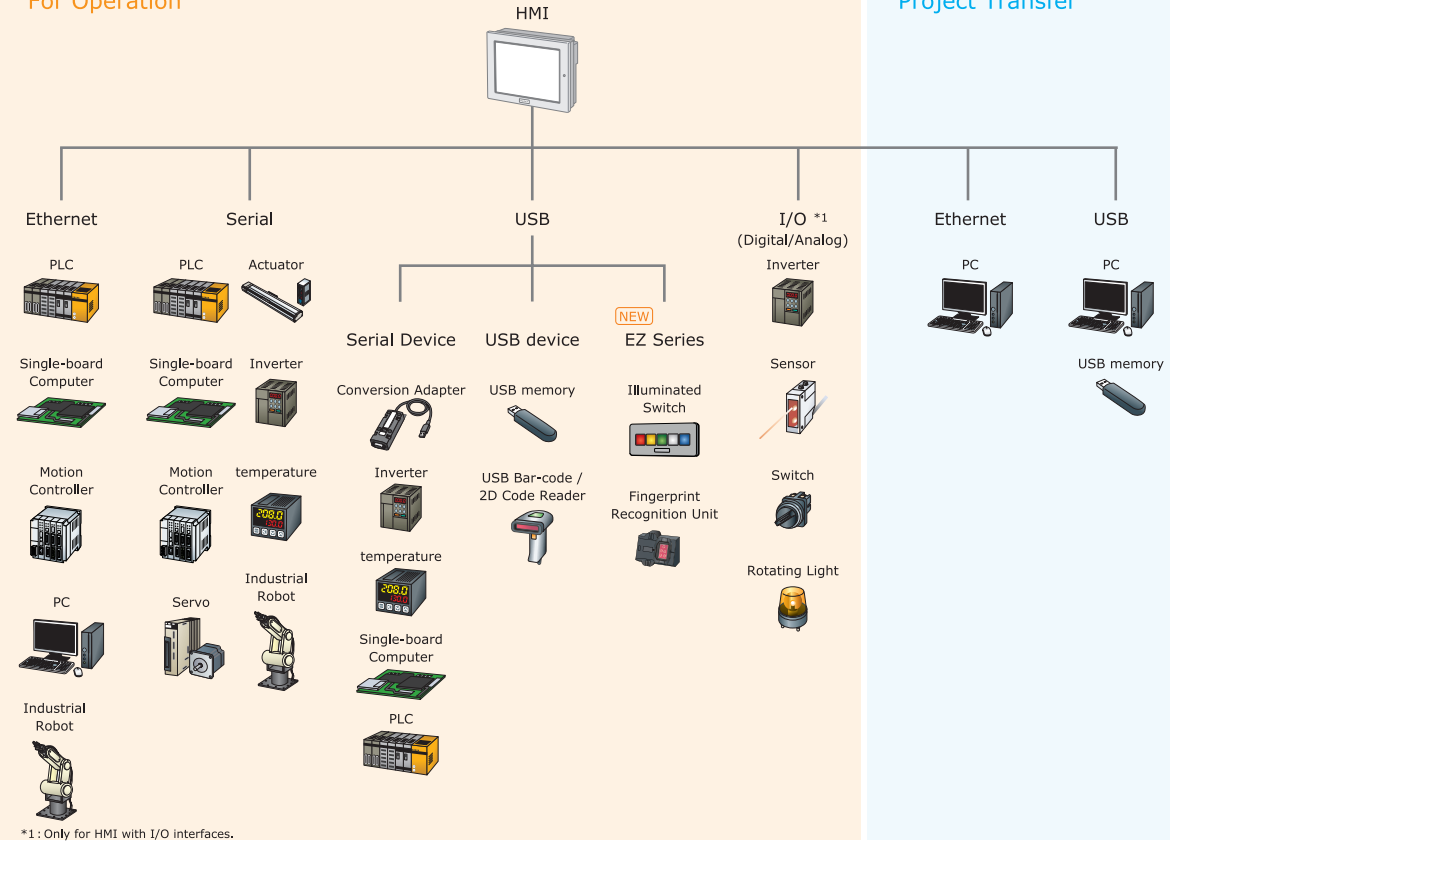 For Operation
Project Transfer
HMI
Ethernet
Serial
USB
I/O *1
(Digital/Analog)
Ethernet
USB
PLC
Single-board
Computer
Motion
Controller
PC
Industrial
Robot
PLC
Single-board
Computer
Motion
Controller
Servo
Actuator
Inverter
temperature
Industrial
Robot
Serial Device
Conversion Adapter
Inverter
temperature
Single-board
Computer
PLC
USB device
USB memory
USB Bar-code /
2D Code Reader
NEW
EZ Series
Illuminated
Switch
Fingerprint
Recognition Unit
Inverter
Sensor
Switch
Rotating Light
PC
PC
USB memory
*1: Only for HMI with I/O interfaces.